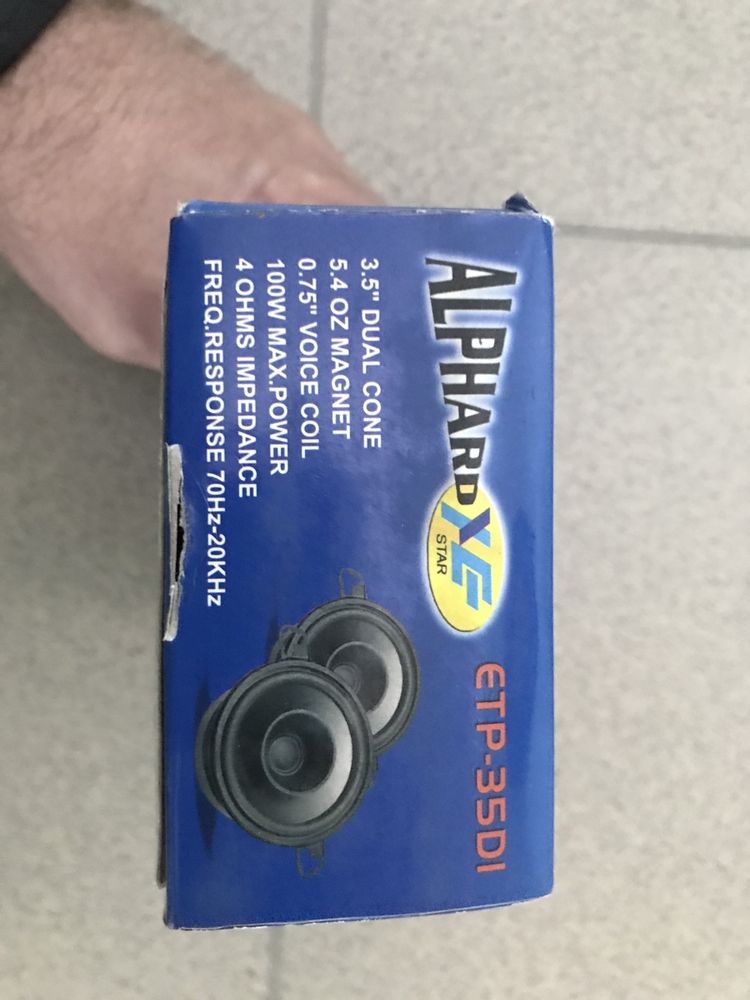 ALPHARD
XE
STAR
ETP-35DI
3.5" DUAL CONE
5.4 OZ MAGNET
0.75" VOICE COIL
100W MAX.POWER
4 OHMS IMPEDANCE
FREQ.RESPONSE 70Hz-20KHz